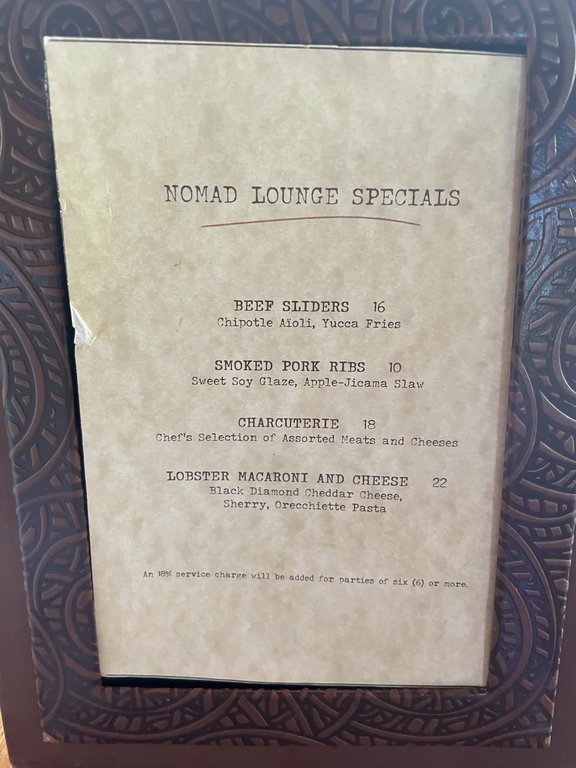 NOMAD LOUNGE SPECIALS
BEEF SLIDERS 16
Chipotle Aïoli, Yucca Fries
SMOKED PORK RIBS 10
Sweet Soy Glaze, Apple-Jicama Slaw
CHARCUTERIE 18
Chef's Selection of Assorted Meats and Cheeses
LOBSTER MACARONI AND CHEESE 22
Black Diamond Cheddar Cheese,
Sherry, Orecchiette Pasta
An 18% service charge will be added for parties of six (6) or more.